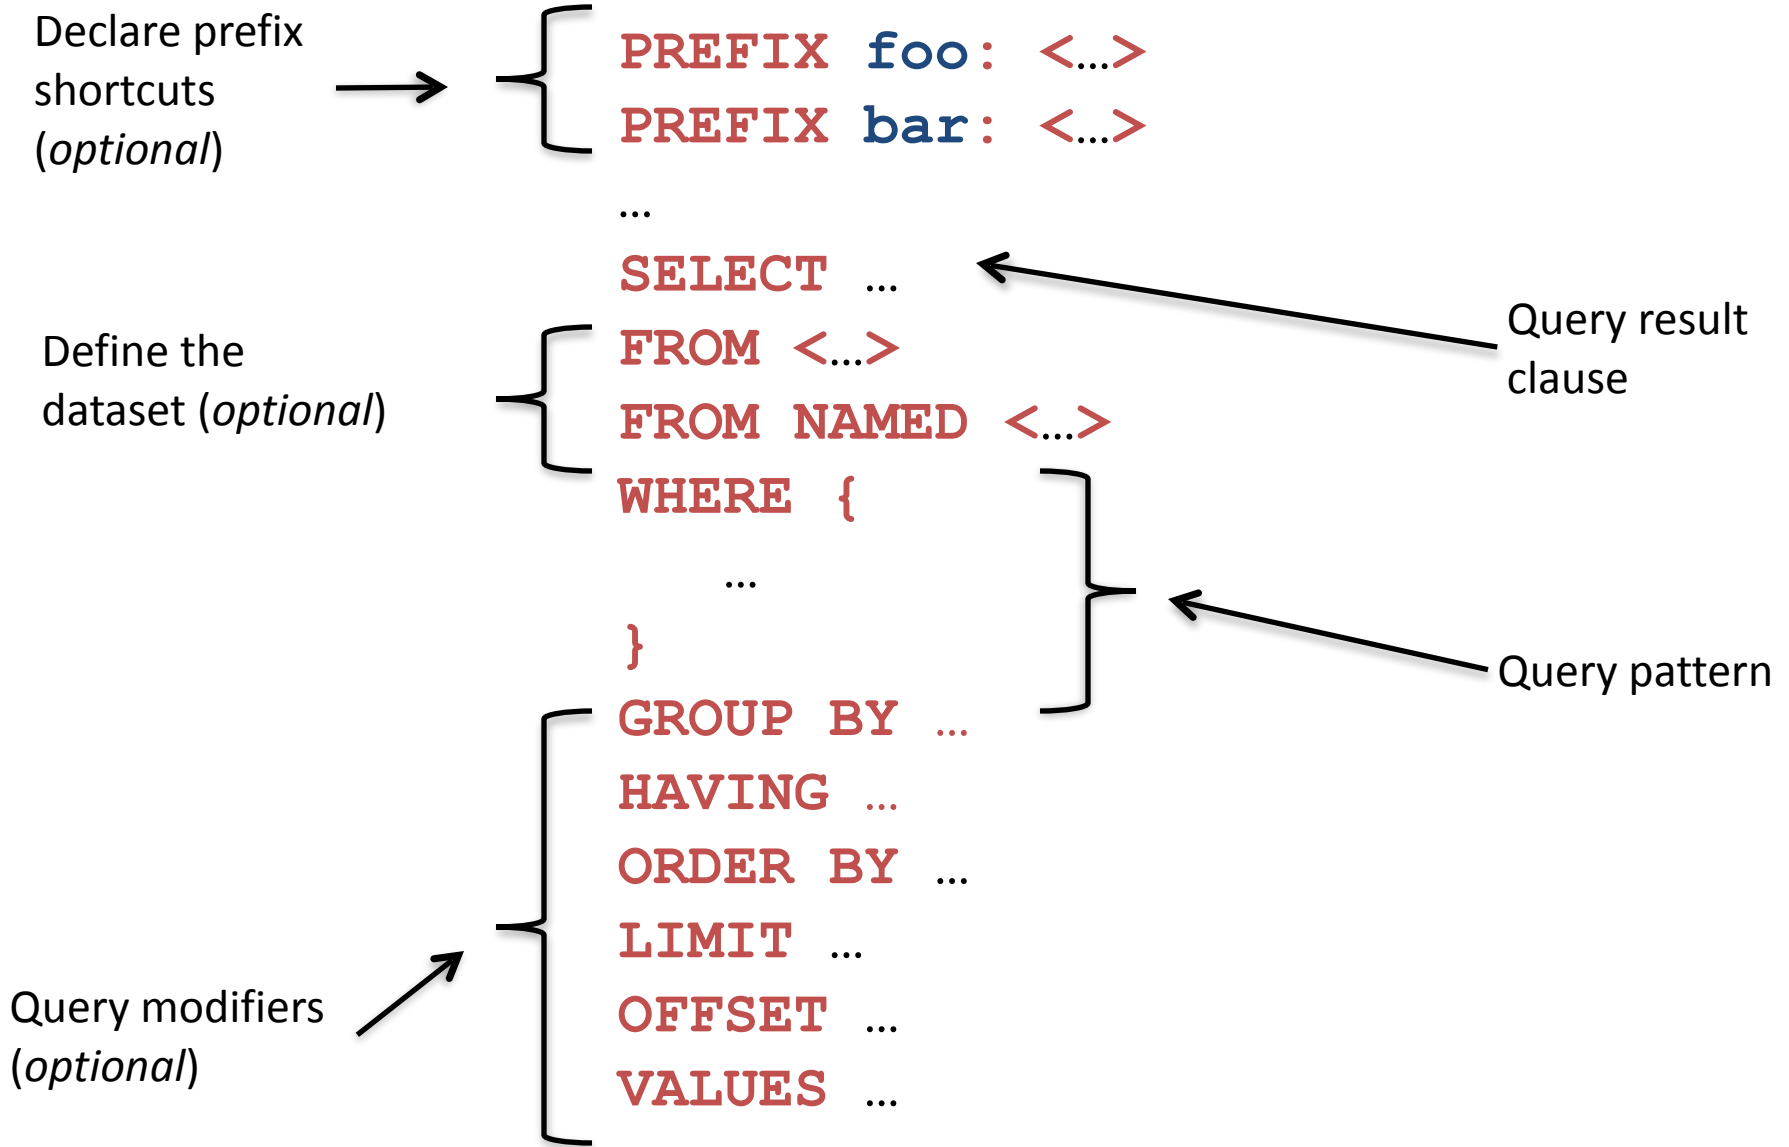 Declare prefix
shortcuts
(optional)
PREFIX foo: <…>
PREFIX bar: <…>
…
SELECT …
Query result
clause
Define the
dataset (optional)
FROM <…>
FROM NAMED <…>
WHERE {
…
}
Query pattern
Query modifiers
(optional)
GROUP BY …
HAVING …
ORDER BY …
LIMIT …
OFFSET …
VALUES …